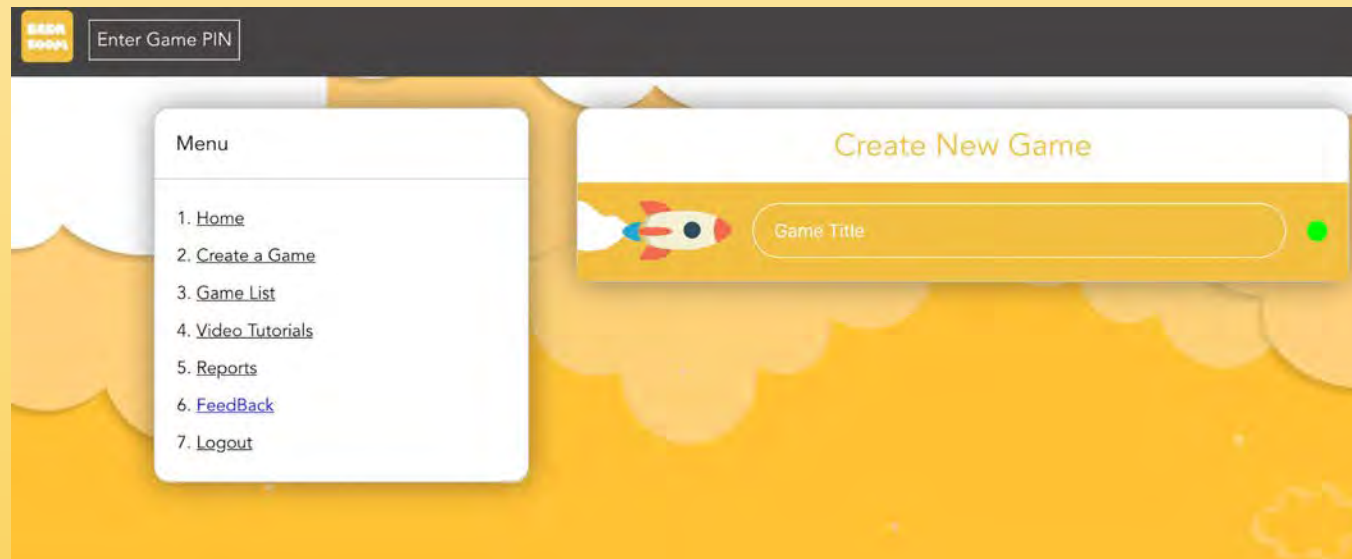 Enter Game PIN
Menu
1. Home
2. Create a Game
3. Game List
4. Video Tutorials
5. Reports
6. FeedBack
7. Logout
Create New Game
Game Title